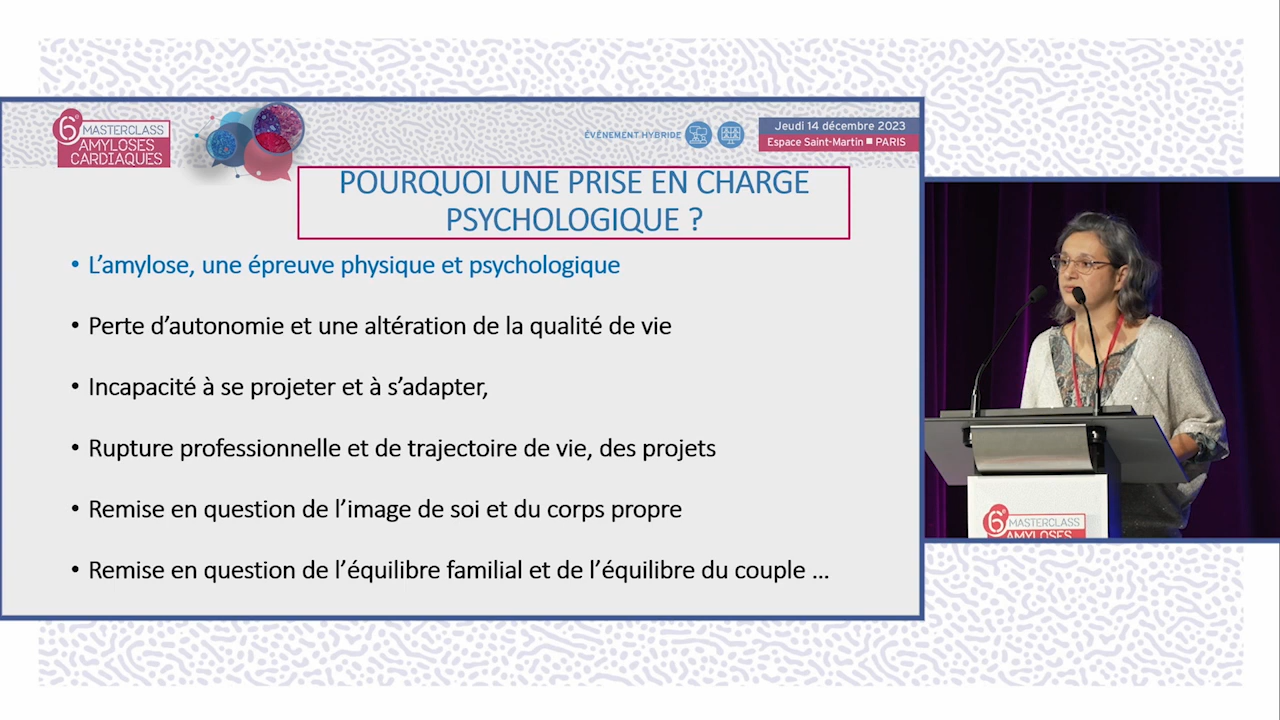 6e MASTERCLASS
AMYLOSES
CARDIAQUES
ÉVÉNEMENT HYBRIDE
Jeudi 14 décembre 2023
Espace Saint-Martin ■ PARIS
POURQUOI UNE PRISE EN CHARGE
PSYCHOLOGIQUE ?
• L’amylose, une épreuve physique et psychologique
• Perte d’autonomie et une altération de la qualité de vie
• Incapacité à se projeter et à s’adapter,
• Rupture professionnelle et de trajectoire de vie, des projets
• Remise en question de l’image de soi et du corps propre
• Remise en question de l’équilibre familial et de l’équilibre du couple ...
6e MASTERCLASS
AMYLOSES